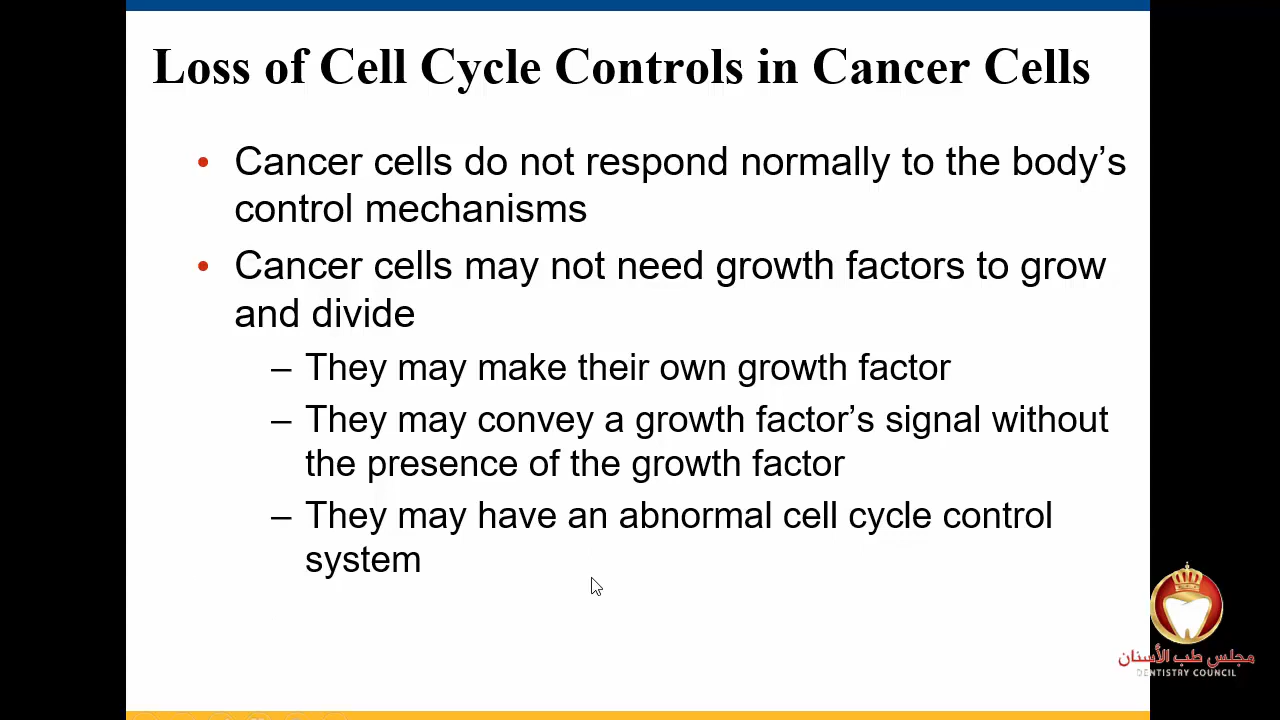 Loss of Cell Cycle Controls in Cancer Cells
• Cancer cells do not respond normally to the body’s
control mechanisms
• Cancer cells may not need growth factors to grow
and divide
– They may make their own growth factor
– They may convey a growth factor’s signal without
the presence of the growth factor
– They may have an abnormal cell cycle control
system
مجلس طب الأسنان
DENTISTRY COUNCIL